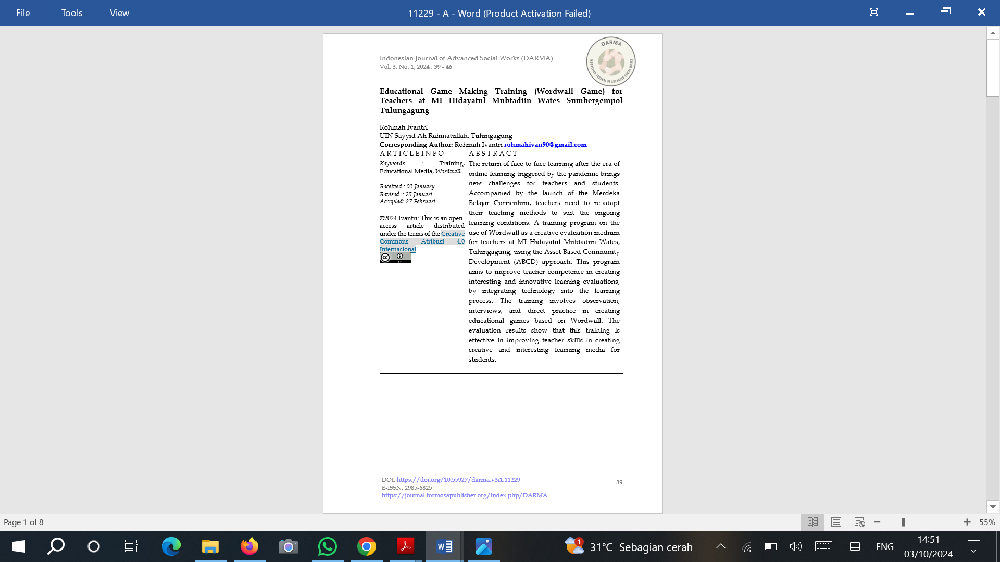 File
Tools
View
11229 - A - Word (Product Activation Failed)
DARMA
INDONESIAN JOURNAL OF ADVANCED SOCIAL WORKS
Indonesian Journal of Advanced Social Works (DARMA)
Vol. 3, No. 1, 2024 : 39 - 46
Educational Game Making Training (Wordwall Game) for
Teachers at MI Hidayatul Mubtadiin Wates Sumbergempol
Tulungagung
Rohmah Ivantri
UIN Sayyid Ali Rahmatullah, Tulungagung
Corresponding Author: Rohmah Ivantri rohmahivan90@gmail.com
A R T I C L E I N F O
Keywords : Training,
Educational Media, Wordwall
Received : 03 January
Revised : 25 Januari
Accepted: 27 Februari
©2024 Ivantri: This is an open-
access article distributed
under the terms of the Creative
Commons Atribusi 4.0
Internasional.
cc
BY
A B S T R A C T
The return of face-to-face learning after the era of
online learning triggered by the pandemic brings
new challenges for teachers and students.
Accompanied by the launch of the Merdeka
Belajar Curriculum, teachers need to re-adapt
their teaching methods to suit the ongoing
learning conditions. A training program on the
use of Wordwall as a creative evaluation medium
for teachers at MI Hidayatul Mubtadiin Wates,
Tulungagung, using the Asset Based Community
Development (ABCD) approach. This program
aims to improve teacher competence in creating
interesting and innovative learning evaluations,
by integrating technology into the learning
process. The training involves observation,
interviews, and direct practice in creating
educational games based on Wordwall. The
evaluation results show that this training is
effective in improving teacher skills in creating
creative and interesting learning media for
students.
DOI: https://doi.org/10.55927/darma.v3i1.11229
39
E-ISSN: 2985-6825
https://journal.formosapublisher.org/index.php/DARMA
Page 1 of 8
55%
W
1
31°C Sebagian cerah
ENG
14:51
03/10/2024